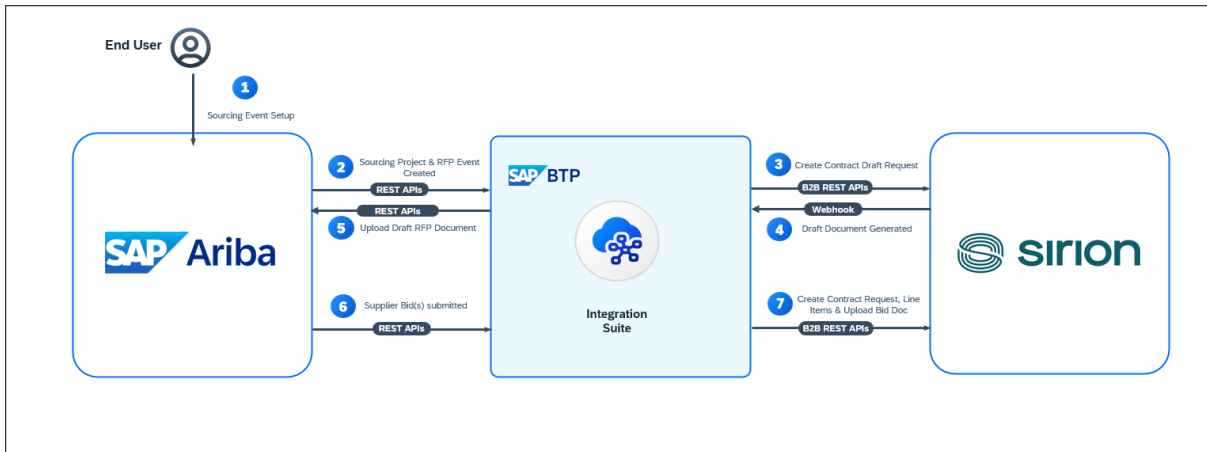 End User
1
Sourcing Event Setup
2
Sourcing Project & RFP Event
Created
REST APIs
REST APIs
5
Upload Draft RFP Document
SAP Ariba
6
Supplier Bid(s) submitted
REST APIs
SAP BTP
Integration
Suite
3
Create Contract Draft Request
B2B REST APIs
Webhook
4
Draft Document Generated
7
Create Contract Request, Line
Items & Upload Bid Doc
B2B REST APIs
sirion